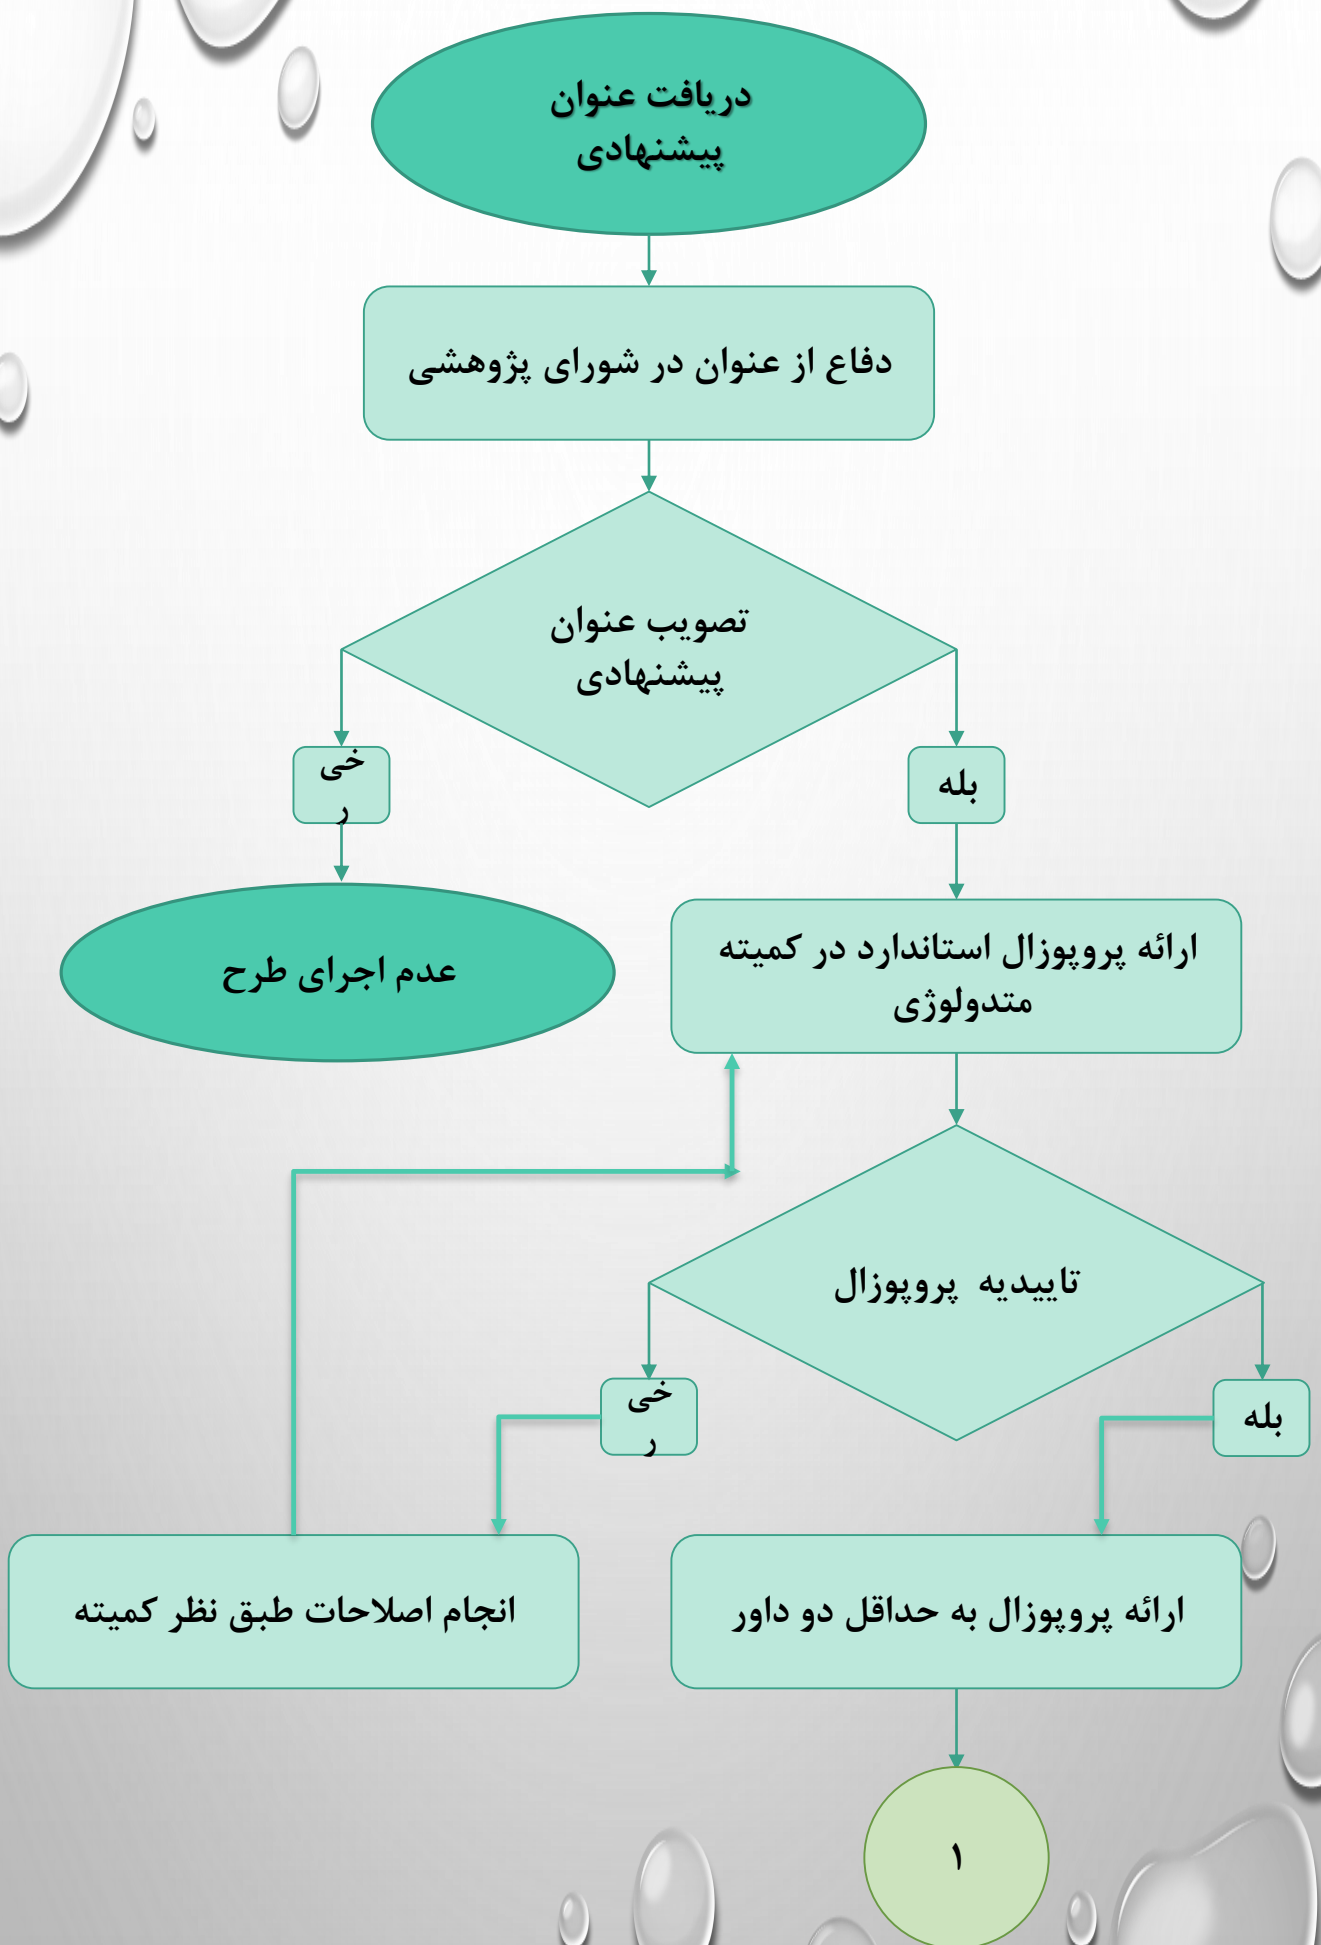 دریافت عنوان
پیشنهادی
دفاع از عنوان در شورای پژوهشی
تصویب عنوان
پیشنهادی
بله
خی
ر
ارائه پروپوزال استاندارد در کمیته
متدولوژی
عدم اجرای طرح
تاییدیه پروپوزال
بله
خی
ر
ارائه پروپوزال به حداقل دو داور
انجام اصلاحات طبق نظر کمیته
۱